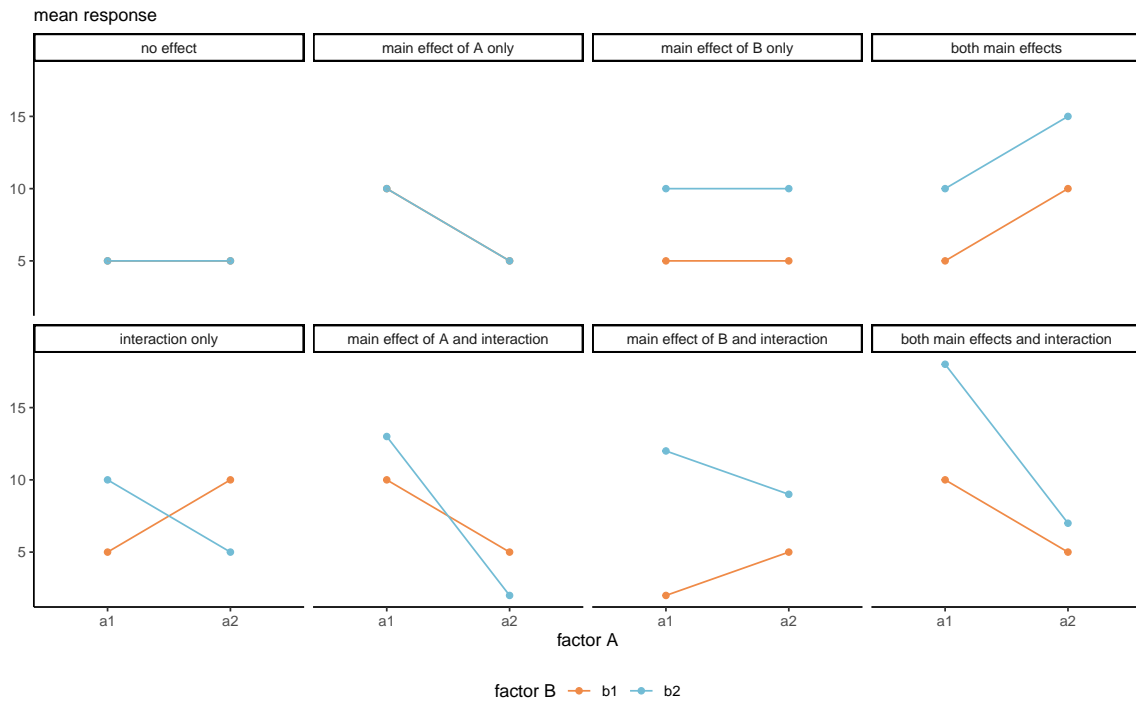 mean response
no effect
main effect of A only
main effect of B only
both main effects
15
10
5
interaction only
main effect of A and interaction
main effect of B and interaction
both main effects and interaction
15
10
5
a1 a2 a1 a2 a1 a2 a1 a2
factor A
factor B b1 b2